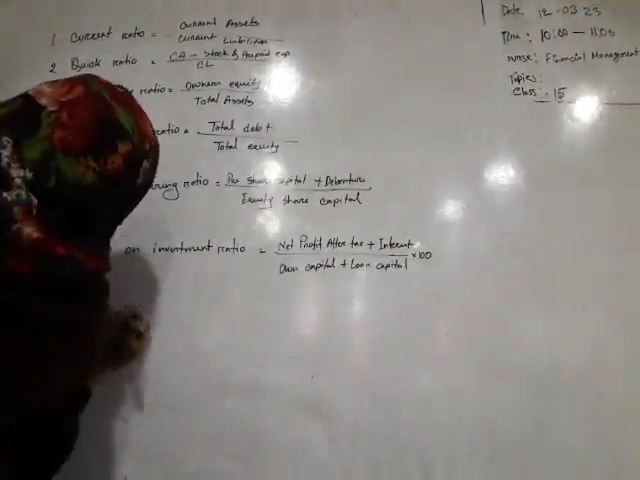 Date 12-03 23
Time : 10:00 — 11:06
ourse: Financial Management
Topics:
Class : 15
1 Current ratio = Current Assets
Current Liabilities
2 Quick ratio = CA - Stock & Prepaid exp
CL
ratio = Owners equity
Total Assets
ratio = Total debt
Total equity
aring ratio = Pre Share capital + Debenture
Equity share capital
on investment ratio = Net Profit After tax + Interest
Own capital + Loan capital ×100